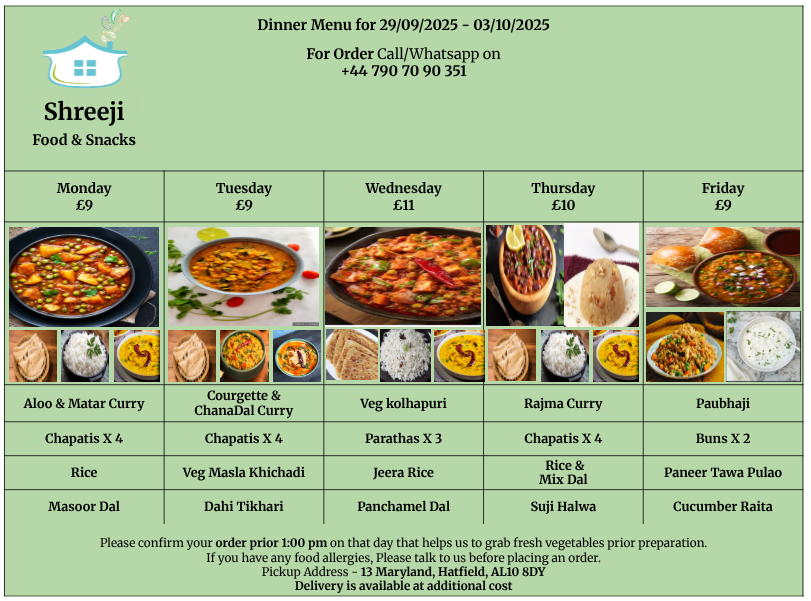 Dinner Menu for 29/09/2025 - 03/10/2025
For Order Call/Whatsapp on
+44 790 70 90 351
Shreeji
Food & Snacks
Monday
£9
Tuesday
£9
Wednesday
£11
Thursday
£10
Friday
£9
Aloo & Matar Curry
Courgette &
ChanaDal Curry
Veg kolhapuri
Rajma Curry
Paubhaji
Chapatis X 4
Chapatis X 4
Parathas X 3
Chapatis X 4
Buns X 2
Rice
Veg Masla Khichadi
Jeera Rice
Rice &
Mix Dal
Paneer Tawa Pulao
Masoor Dal
Dahi Tikhari
Panchamel Dal
Suji Halwa
Cucumber Raita
Please confirm your order prior 1:00 pm on that day that helps us to grab fresh vegetables prior preparation.
If you have any food allergies, Please talk to us before placing an order.
Pickup Address - 13 Maryland, Hatfield, AL10 8DY
Delivery is available at additional cost